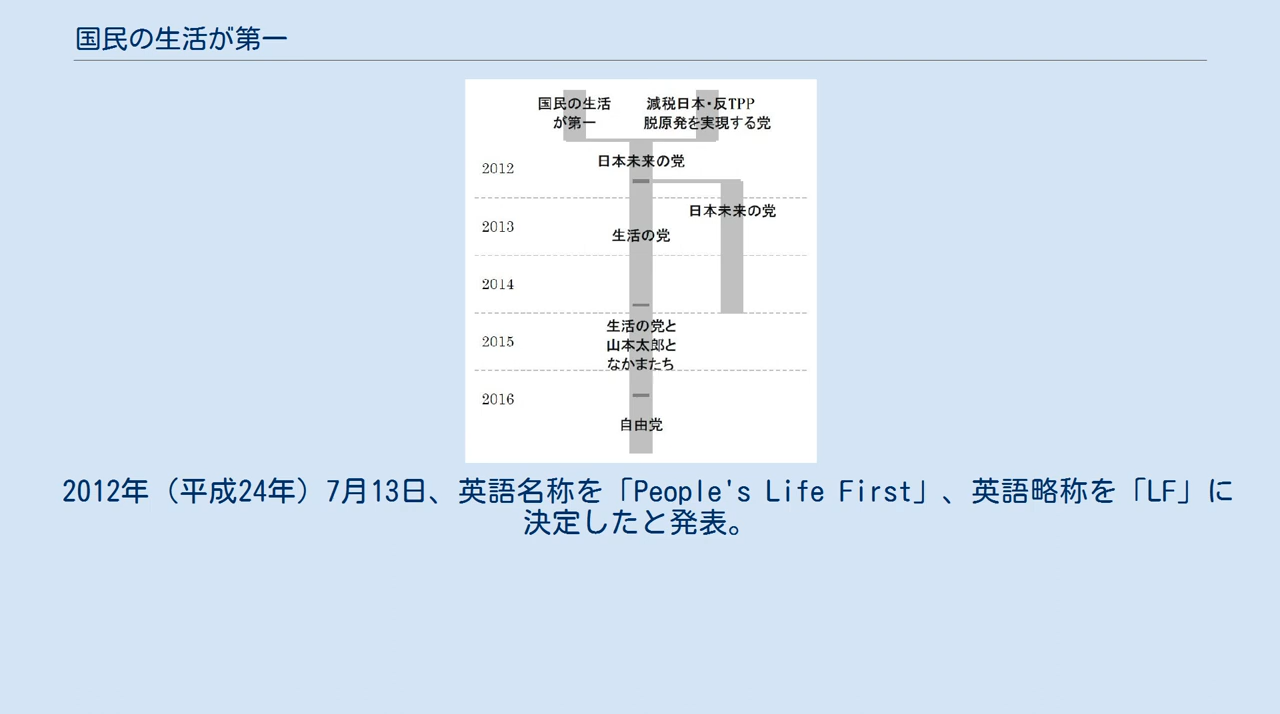 国民の生活が第一
国民の生活 減税日本・反TPP
が第一 脱原発を実現する党
日本未来の党
2012
日本未来の党
2013
生活の党
2014
生活の党と
2015
山本太郎と
なかまたち
2016
自由党
2012年（平成24年）7月13日、英語名称を「People's Life First」、英語略称を「LF」に
決定したと発表。